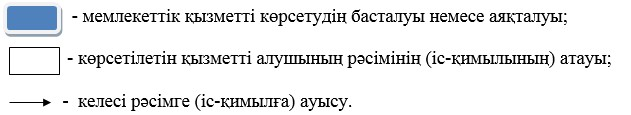 - мемлекеттік қызметті көрсетудің басталуы немесе аяқталуы;
- көрсетілетін қызметті алушының рәсімінің (іс-қимылының) атауы;
- келесі рәсімге (іс-қимылға) ауысу.